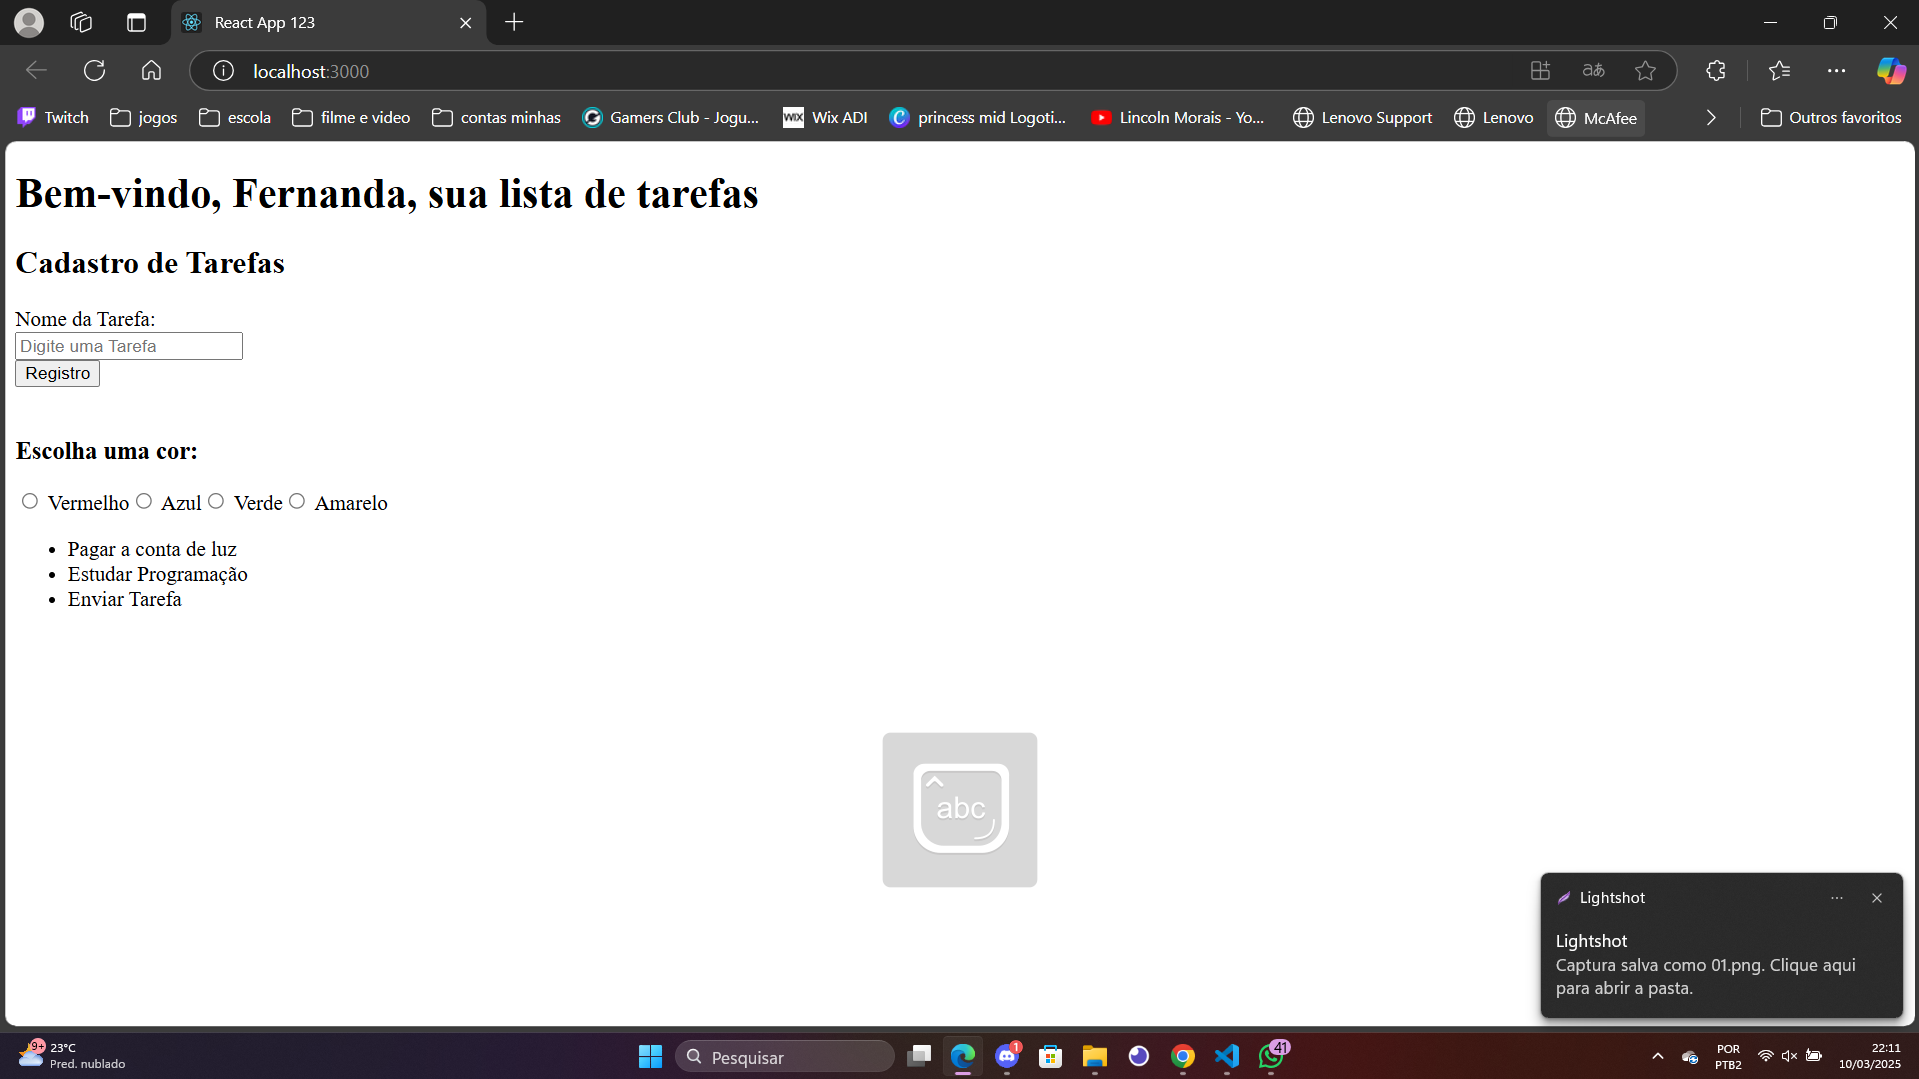 React App 123
localhost:3000
aあ
Twitch
jogos
escola
filme e video
contas minhas
Gamers Club - Jogu...
WIX
Wix ADI
princess mid Logoti...
Lincoln Morais - Yo...
Lenovo Support
Lenovo
McAfee
Outros favoritos
Bem-vindo, Fernanda, sua lista de tarefas
Cadastro de Tarefas
Nome da Tarefa:
Digite uma Tarefa
Registro
Escolha uma cor:
Vermelho Azul Verde Amarelo
Pagar a conta de luz
Estudar Programação
Enviar Tarefa
abc
Lightshot
Lightshot
Captura salva como 01.png. Clique aqui
para abrir a pasta.
9+
23°C
Pred. nublado
Pesquisar
1
41
POR
PTB2
22:11
10/03/2025